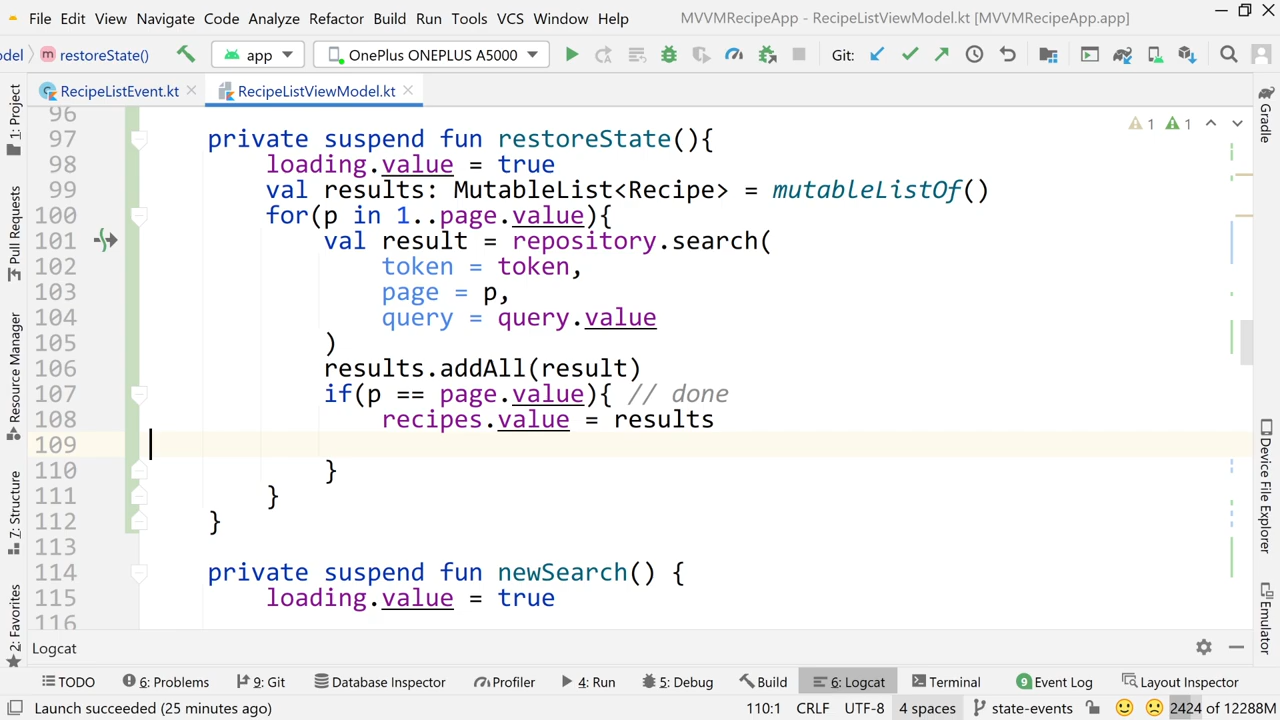 File Edit View Navigate Code Analyze Refactor Build Run Tools VCS Window Help MVVMRecipeApp - RecipeListViewModel.kt [MVVMRecipeApp.app]
odel restoreState() app OnePlus ONEPLUS A5000 Git:
RecipeListEvent.kt RecipeListViewModel.kt
1: Project
Pull Requests
Resource Manager
7: Structure
2: Favorites
1 1
96
97 private suspend fun restoreState(){
98 loading.value = true
99 val results: MutableList<Recipe> = mutableListOf()
100 for(p in 1..page.value){
101 val result = repository.search(
102 token = token,
103 page = p,
104 query = query.value
105 )
106 results.addAll(result)
107 if(p == page.value){ // done
108 recipes.value = results
109
110 }
111 }
112 }
113
114 private suspend fun newSearch() {
115 loading.value = true
116
Gradle
Device File Explorer
Emulator
Logcat
TODO 6: Problems 9: Git Database Inspector Profiler 4: Run 5: Debug Build 6: Logcat Terminal 9 Event Log Layout Inspector
Launch succeeded (25 minutes ago) 110:1 CRLF UTF-8 4 spaces state-events 2424 of 12288M